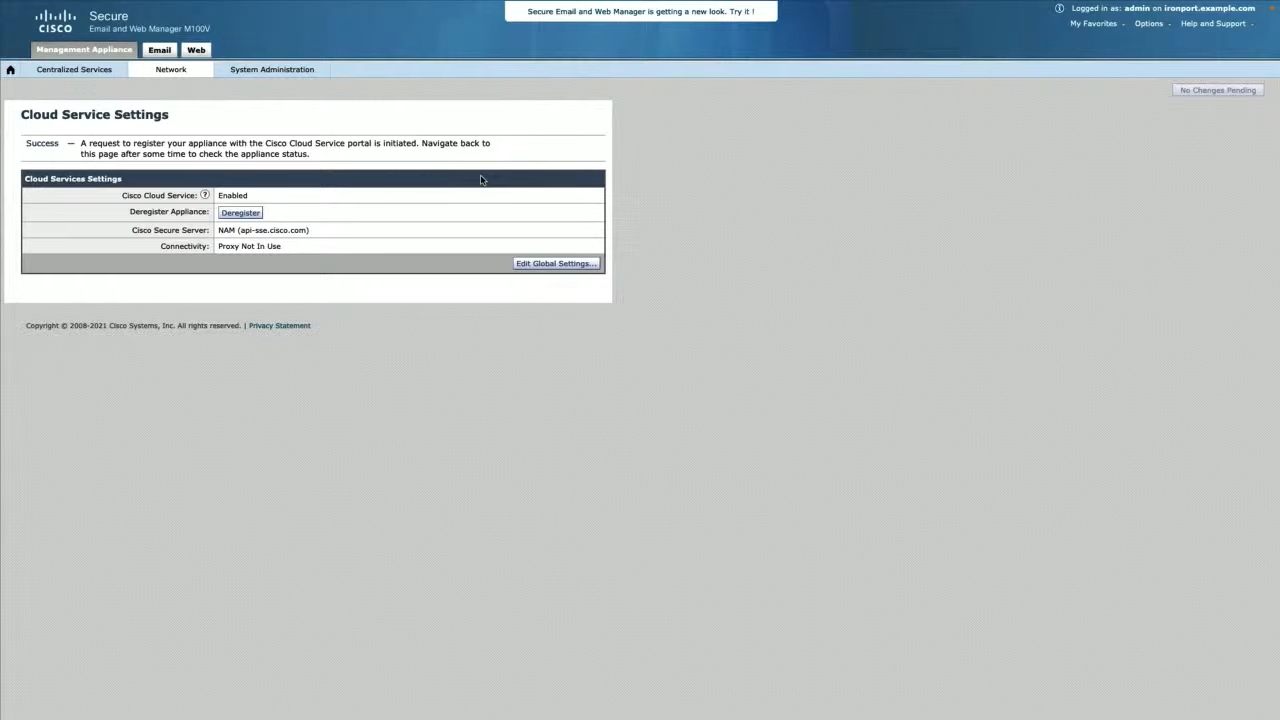 Secure Email and Web Manager is getting a new look. Try it !
Logged in as: admin on ironport.example.com
CISCO
Secure
Email and Web Manager M100V
My Favorites
Options
Help and Support
Management Appliance
Email
Web
Centralized Services
Network
System Administration
No Changes Pending
Cloud Service Settings
Success — A request to register your appliance with the Cisco Cloud Service portal is initiated. Navigate back to
this page after some time to check the appliance status.
Cloud Services Settings
Cisco Cloud Service: ? Enabled
Deregister Appliance: Deregister
Cisco Secure Server: NAM (api-sse.cisco.com)
Connectivity: Proxy Not In Use
Edit Global Settings...
Copyright © 2008-2021 Cisco Systems, Inc. All rights reserved. | Privacy Statement